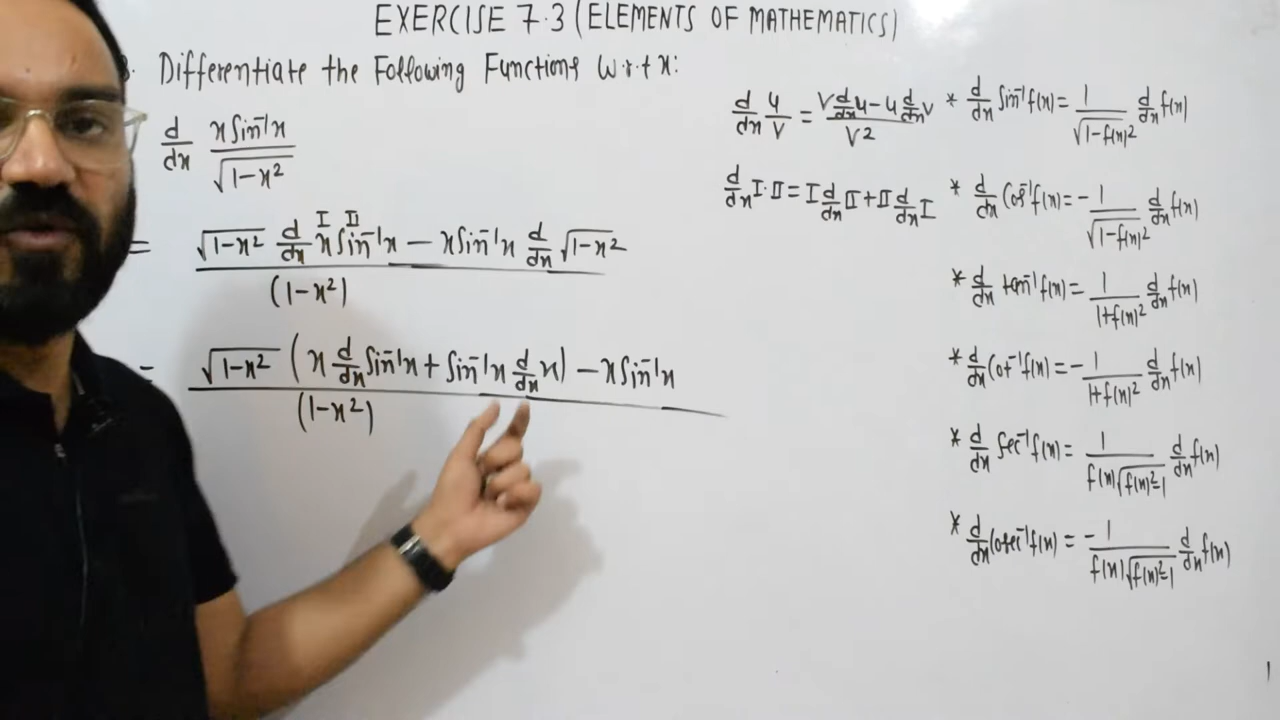 EXERCISE 7.3 (ELEMENTS OF MATHEMATICS)
Differentiate the Following Functions w.r.t x:
d/dx (x Sin⁻¹x)/√(1-x²)
= (√(1-x²) d/dx x Sin⁻¹x - x Sin⁻¹x d/dx √(1-x²))/(1-x²)
I II
= (√(1-x²) (x d/dx Sin⁻¹x + Sin⁻¹x d/dx x) - x Sin⁻¹x)/(1-x²)
d/dx u/v = (v d/dx u - u d/dx v)/v²
d/dx I·II = I d/dx II + II d/dx I
* d/dx Sin⁻¹f(x) = 1/√(1-f(x)²) d/dx f(x)
* d/dx Cos⁻¹f(x) = -1/√(1-f(x)²) d/dx f(x)
* d/dx tan⁻¹f(x) = 1/(1+f(x)²) d/dx f(x)
* d/dx Cot⁻¹f(x) = -1/(1+f(x)²) d/dx f(x)
* d/dx Sec⁻¹f(x) = 1/(f(x)√(f(x)²-1)) d/dx f(x)
* d/dx Cosec⁻¹f(x) = -1/(f(x)√(f(x)²-1)) d/dx f(x)